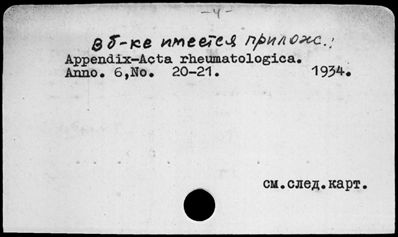 -4-
в б-ке имеется прилож.:
Appendix-Acta rheumatologica.
Anno. 6,No. 20-21. 1934.
см.след.карт.